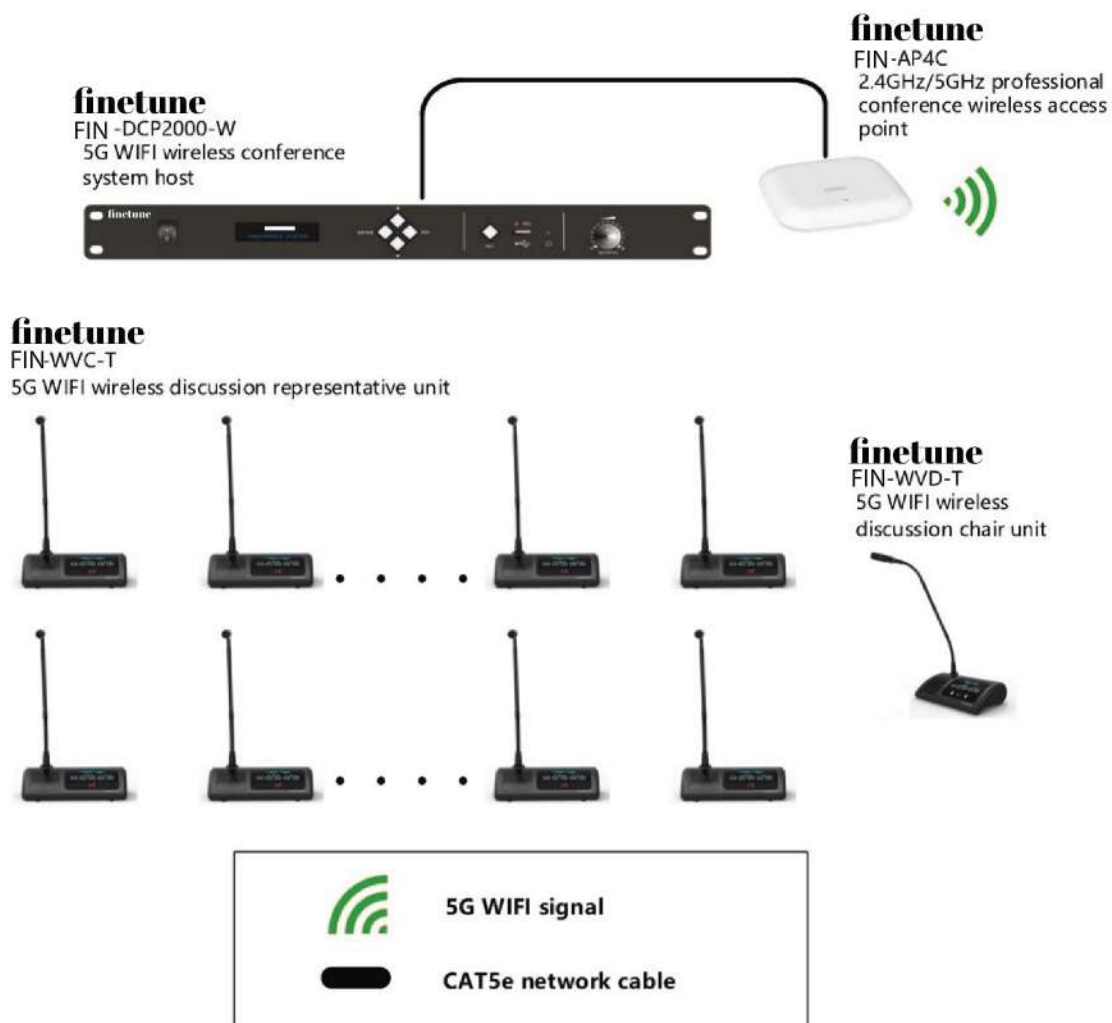 finetune
FIN-AP4C
2.4GHz/5GHz professional
conference wireless access
point
finetune
FIN -DCP2000-W
5G WIFI wireless conference
system host
finetune
finetune
FIN-WVC-T
5G WIFI wireless discussion representative unit
finetune
FIN-WVD-T
5G WIFI wireless
discussion chair unit
5G WIFI signal
CAT5e network cable